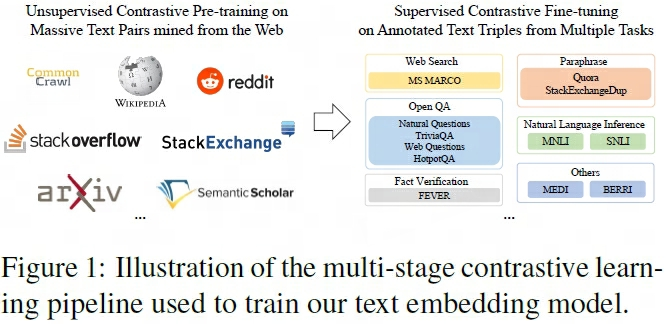 Unsupervised Contrastive Pre-training on
Massive Text Pairs mined from the Web
Common
Crawl
WIKIPEDIA
reddit
stackoverflow
StackExchange
arXiv
Semantic Scholar
...
Supervised Contrastive Fine-tuning
on Annotated Text Triples from Multiple Tasks
Web Search
MS MARCO
Open QA
Natural Questions
TriviaQA
Web Questions
HotpotQA
Fact Verification
FEVER
Paraphrase
Quora
StackExchangeDup
Natural Language Inference
MNLI
SNLI
Others
MEDI
BERRI
...
Figure 1: Illustration of the multi-stage contrastive learn-
ing pipeline used to train our text embedding model.